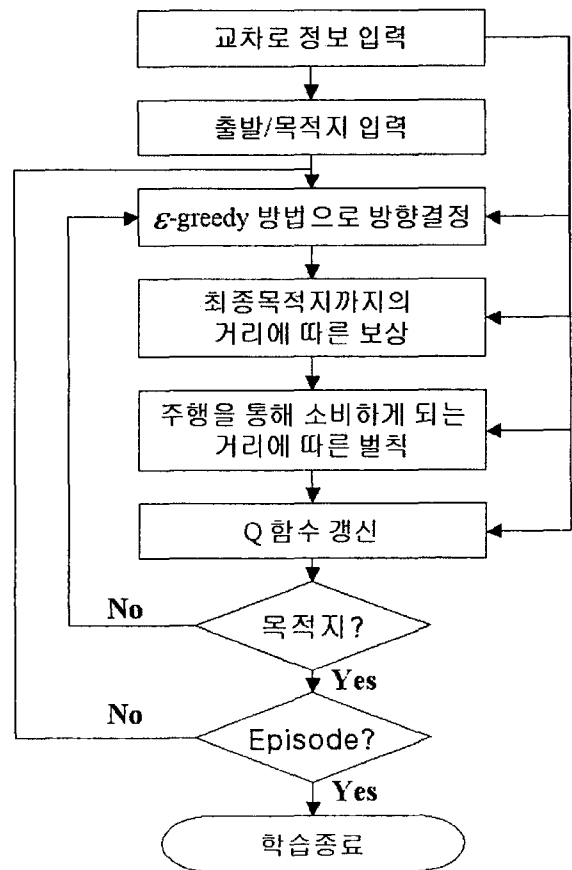 교차로 정보 입력
출발/목적지 입력
ε-greedy 방법으로 방향결정
최종목적지까지의
거리에 따른 보상
주행을 통해 소비하게 되는
거리에 따른 벌칙
Q 함수 갱신
No
목적지?
Yes
No
Episode?
Yes
학습종료